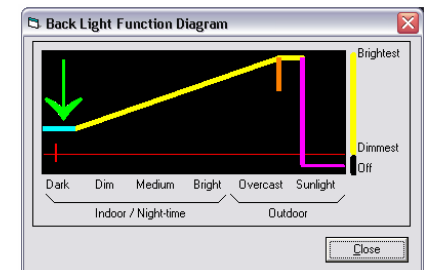 Back Light Function Diagram
Brightest
Dimmest
Off
Dark Dim Medium Bright Overcast Sunlight
Indoor / Night-time Outdoor
Close